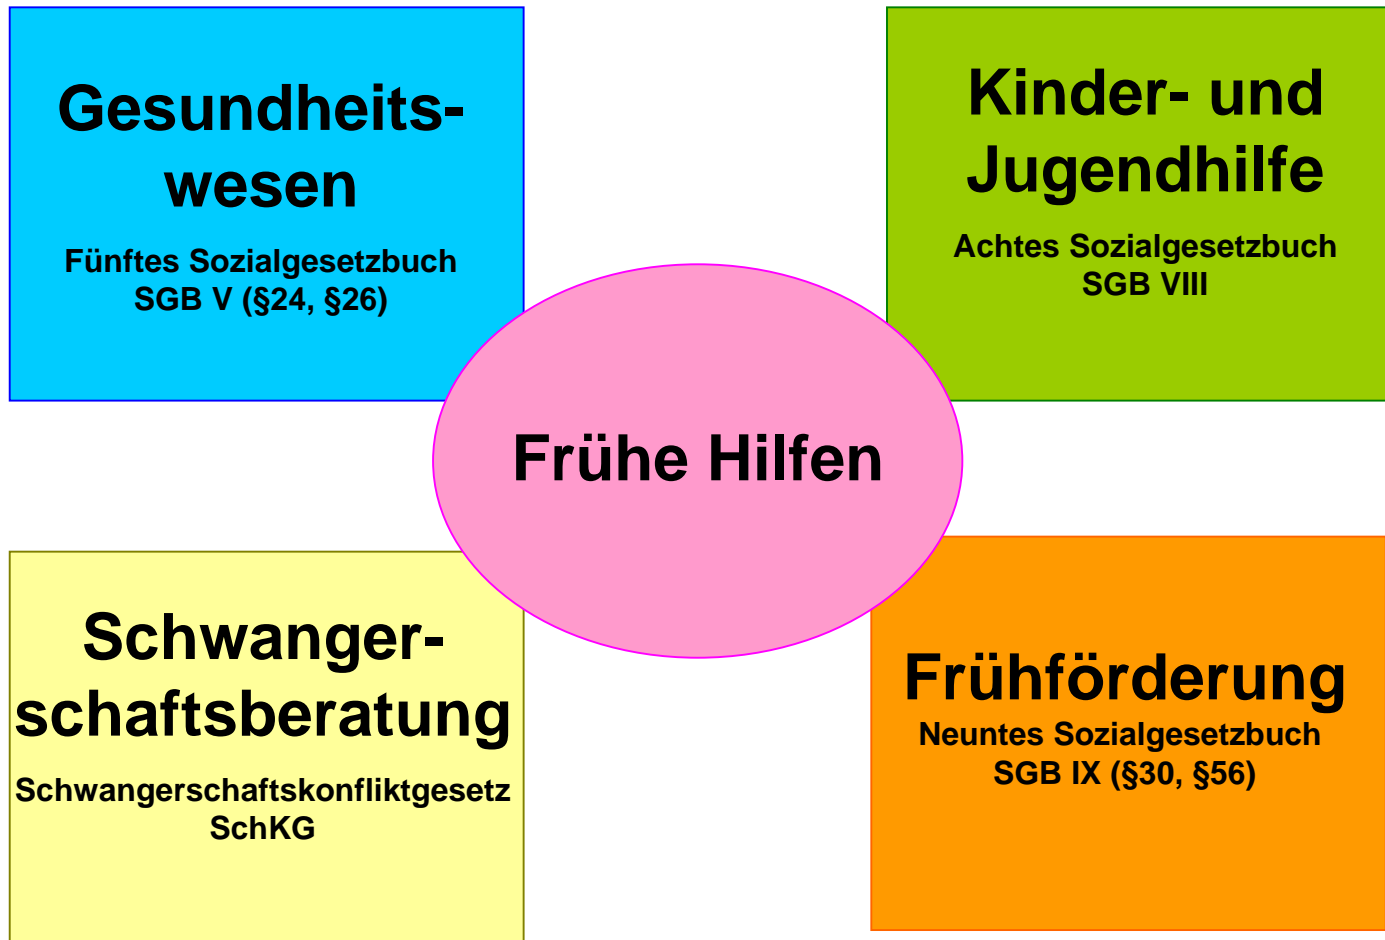 Gesundheits-
wesen
Fünftes Sozialgesetzbuch
SGB V (§24, §26)
Kinder- und
Jugendhilfe
Achtes Sozialgesetzbuch
SGB VIII
Frühe Hilfen
Schwanger-
schaftsberatung
Schwangerschaftskonfliktgesetz
SchKG
Frühförderung
Neuntes Sozialgesetzbuch
SGB IX (§30, §56)